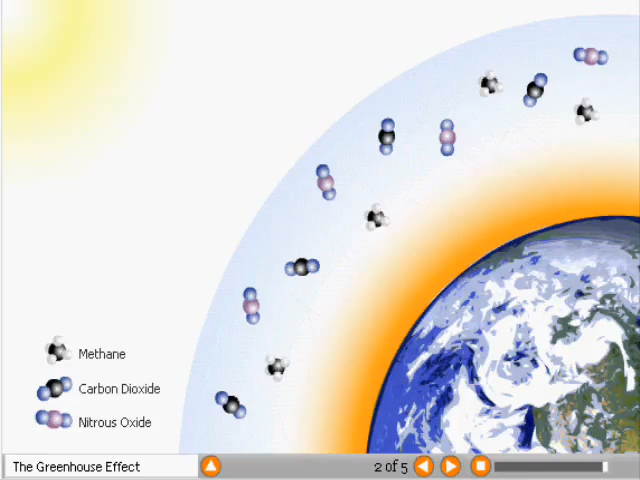 Methane
Carbon Dioxide
Nitrous Oxide
The Greenhouse Effect
2 of 5